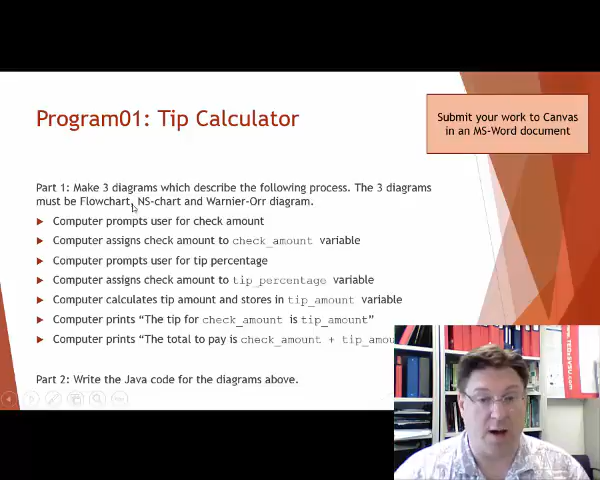 Program01: Tip Calculator
Submit your work to Canvas
in an MS-Word document
Part 1: Make 3 diagrams which describe the following process. The 3 diagrams
must be Flowchart, NS-chart and Warnier-Orr diagram.
Computer prompts user for check amount
Computer assigns check amount to check_amount variable
Computer prompts user for tip percentage
Computer assigns check amount to tip_percentage variable
Computer calculates tip amount and stores in tip_amount variable
Computer prints “The tip for check_amount is tip_amount”
Computer prints “The total to pay is check_amount + tip_amou
Part 2: Write the Java code for the diagrams above.